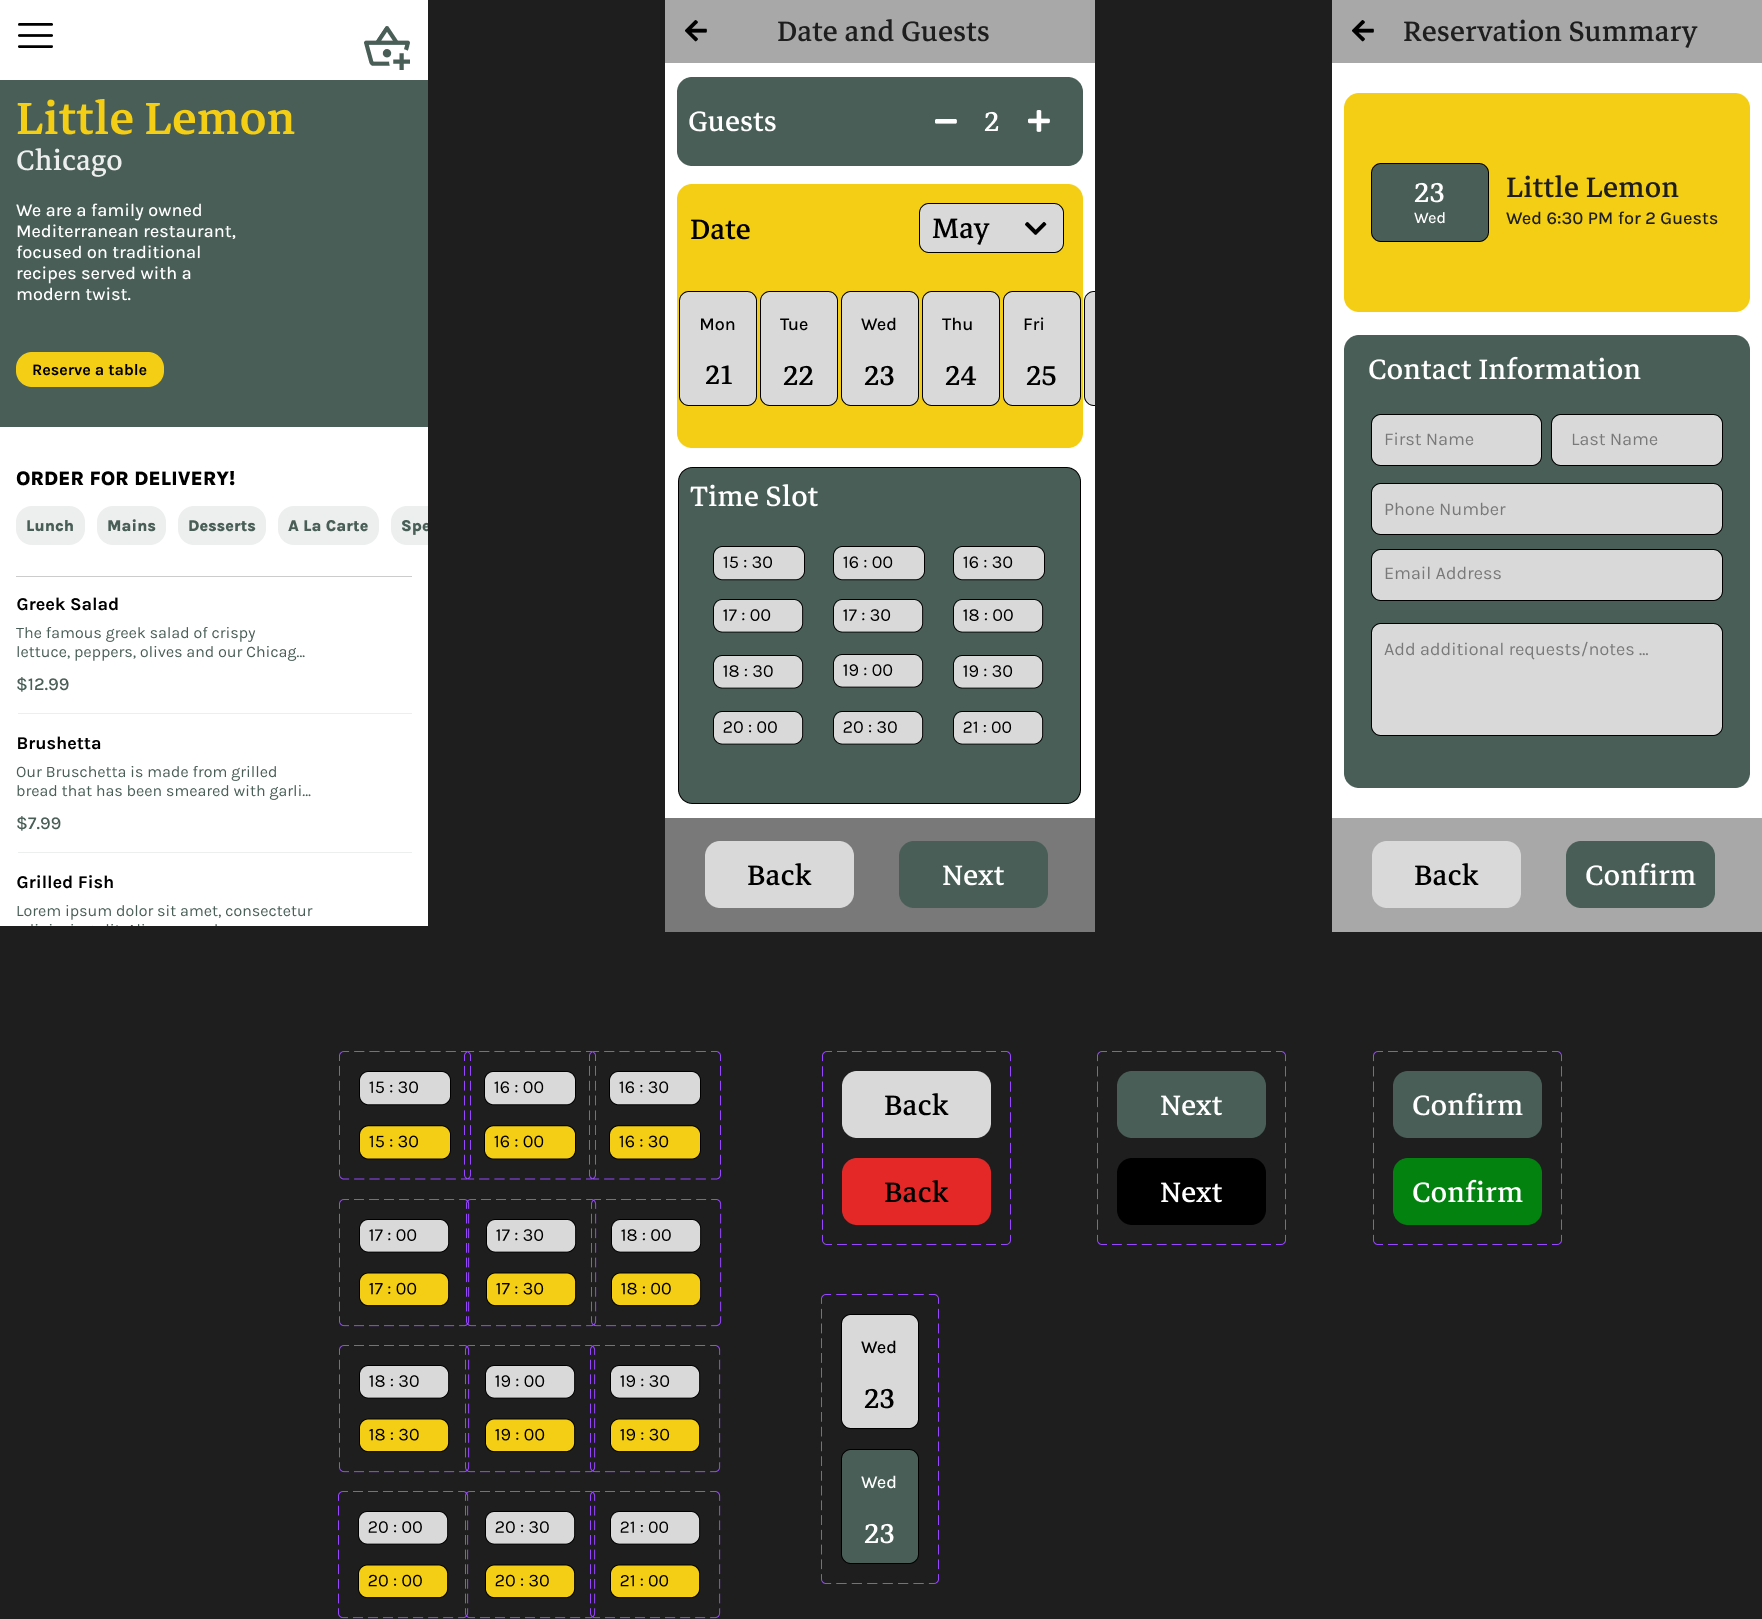 Little Lemon
Chicago
We are a family owned
Mediterranean restaurant,
focused on traditional
recipes served with a
modern twist.
Reserve a table
ORDER FOR DELIVERY!
Lunch Mains Desserts A La Carte Spe
Greek Salad
The famous greek salad of crispy
lettuce, peppers, olives and our Chicag...
$12.99
Brushetta
Our Bruschetta is made from grilled
bread that has been smeared with garli...
$7.99
Grilled Fish
Lorem ipsum dolor sit amet, consectetur
Date and Guests
Guests 2
Date May
Mon Tue Wed Thu Fri
21 22 23 24 25
Time Slot
15 : 30 16 : 00 16 : 30
17 : 00 17 : 30 18 : 00
18 : 30 19 : 00 19 : 30
20 : 00 20 : 30 21 : 00
Back Next
Reservation Summary
23
Wed
Little Lemon
Wed 6:30 PM for 2 Guests
Contact Information
First Name Last Name
Phone Number
Email Address
Add additional requests/notes ...
Back Confirm
15 : 30 16 : 00 16 : 30
15 : 30 16 : 00 16 : 30
17 : 00 17 : 30 18 : 00
17 : 00 17 : 30 18 : 00
18 : 30 19 : 00 19 : 30
18 : 30 19 : 00 19 : 30
20 : 00 20 : 30 21 : 00
20 : 00 20 : 30 21 : 00
Back Next Confirm
Back Next Confirm
Wed
23
Wed
23